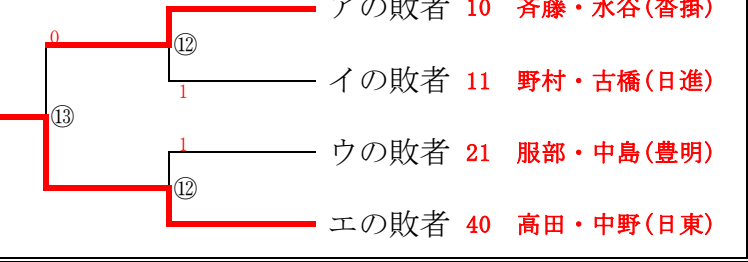 アの敗者 10 斉藤・水谷(沓掛)
0
⑫
イの敗者 11 野村・古橋(日進)
1
⑬
1
ウの敗者 21 服部・中島(豊明)
⑫
エの敗者 40 高田・中野(日東)